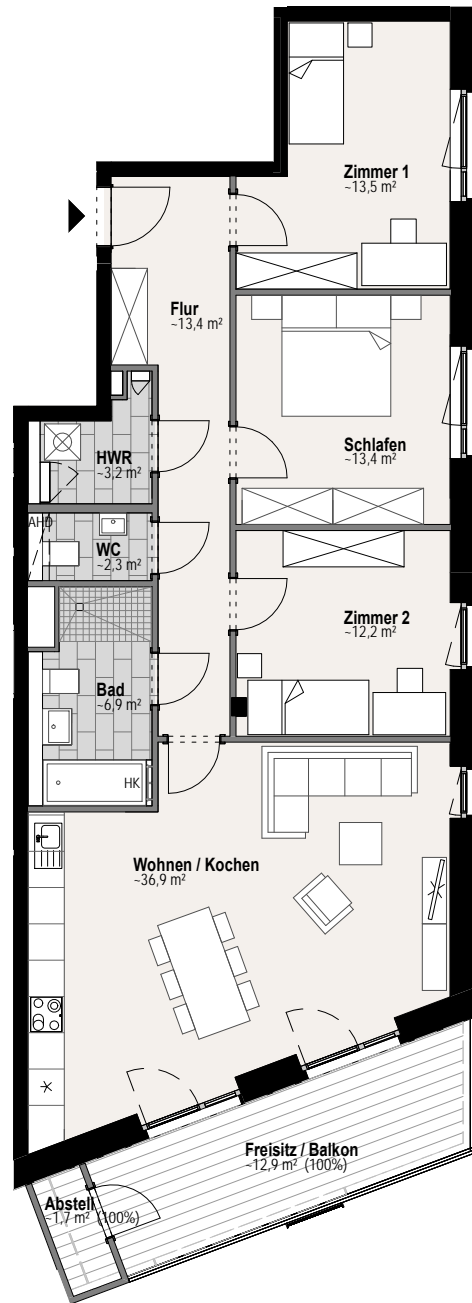 Zimmer 1
~13,5 m²
Flur
~13,4 m²
Schlafen
~13,4 m²
HWR
~3,2 m²
AHD
WC
~2,3 m²
Zimmer 2
~12,2 m²
Bad
~6,9 m²
HK
Wohnen / Kochen
~36,9 m²
Freisitz / Balkon
~12,9 m² (100%)
Abstell
~1,7 m² (100%)